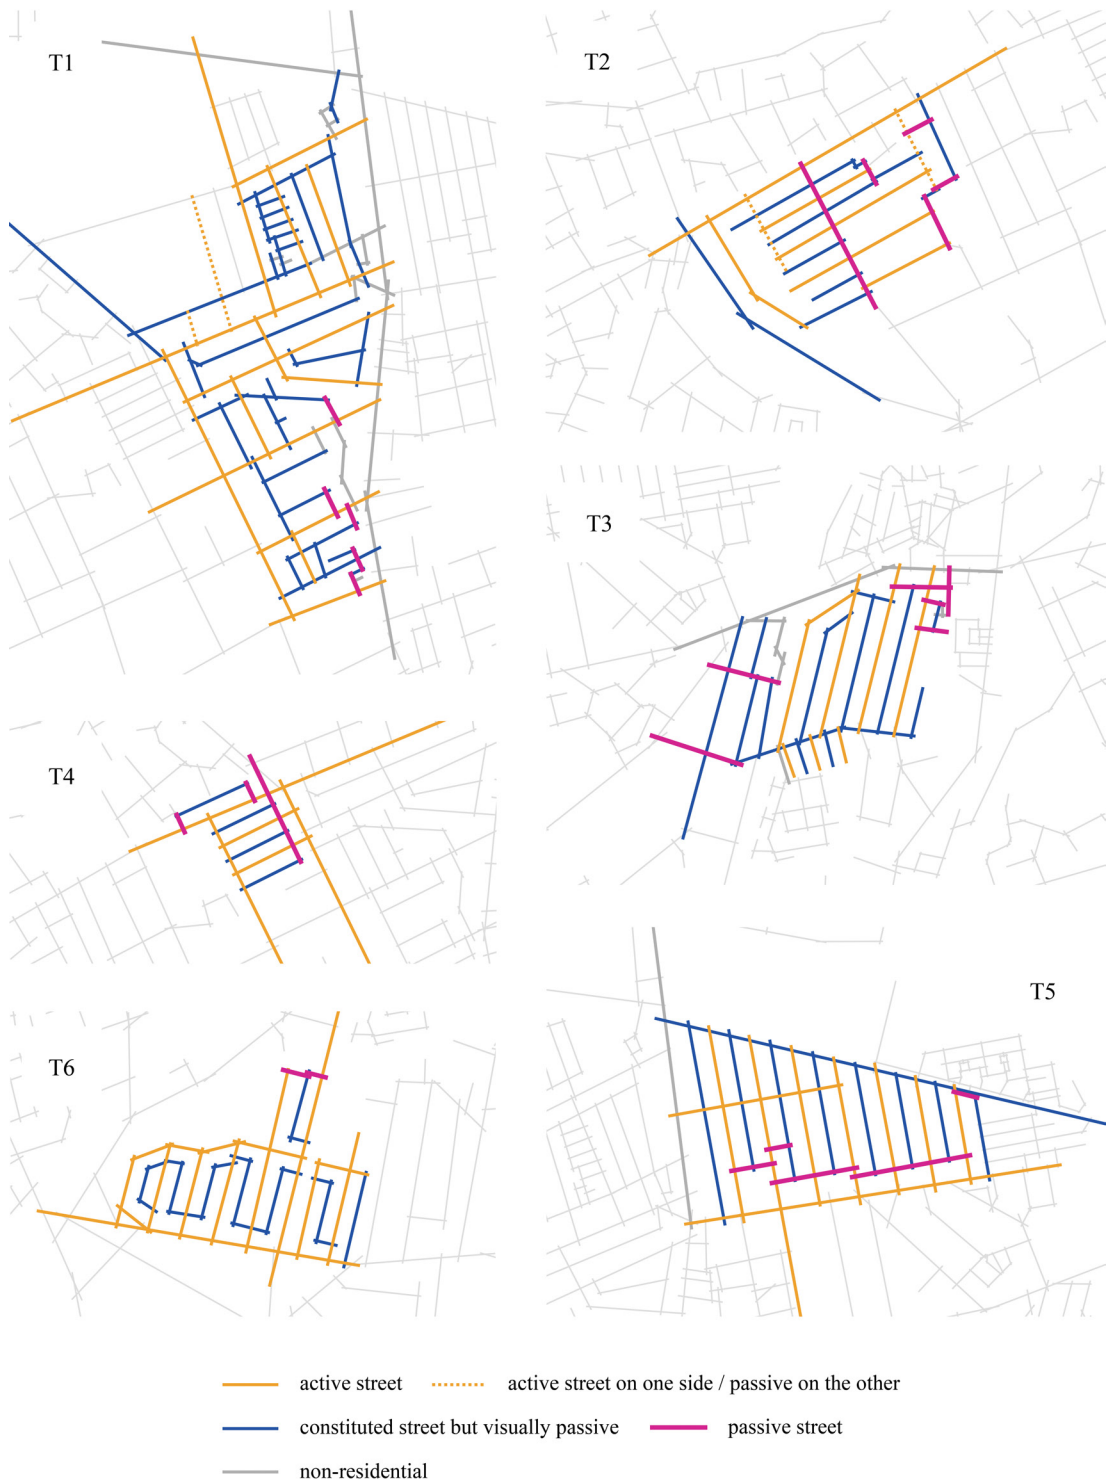 T1
T2
T3
T4
T5
T6
active street
active street on one side / passive on the other
constituted street but visually passive
passive street
non-residential